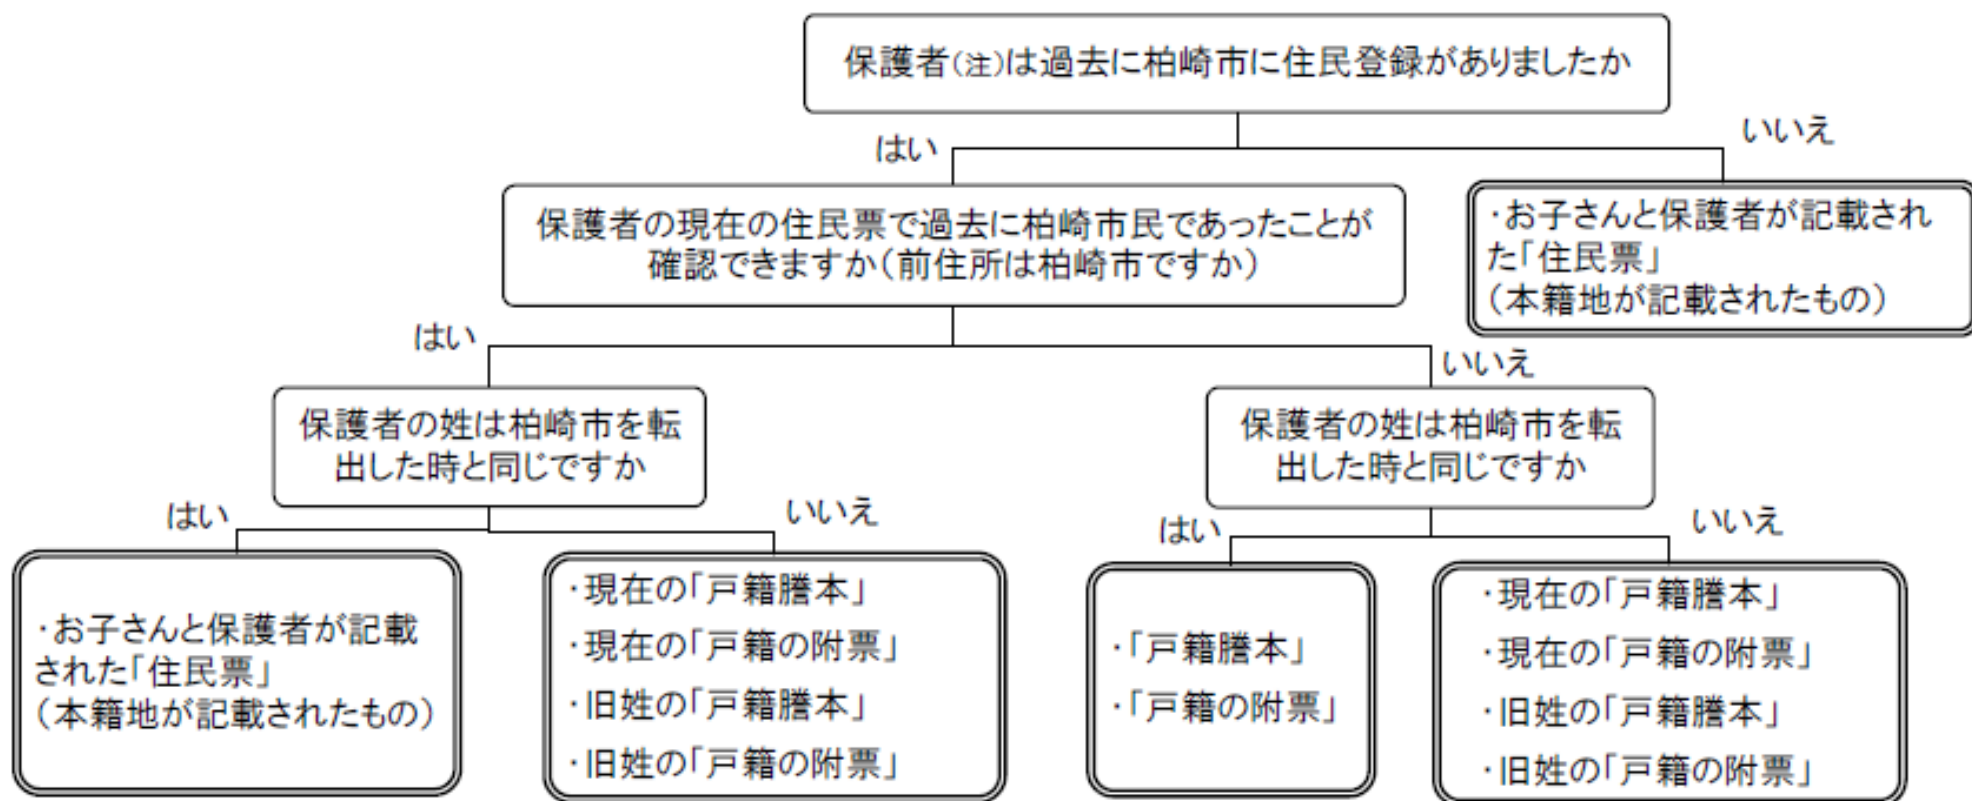 保護者(注)は過去に柏崎市に住民登録がありましたか
はい
いいえ
保護者の現在の住民票で過去に柏崎市民であったことが
確認できますか(前住所は柏崎市ですか)
・お子さんと保護者が記載され
た「住民票」
(本籍地が記載されたもの)
はい
いいえ
保護者の姓は柏崎市を転
出した時と同じですか
保護者の姓は柏崎市を転
出した時と同じですか
はい
いいえ
はい
いいえ
・お子さんと保護者が記載
された「住民票」
(本籍地が記載されたもの)
・現在の「戸籍謄本」
・現在の「戸籍の附票」
・旧姓の「戸籍謄本」
・旧姓の「戸籍の附票」
・「戸籍謄本」
・「戸籍の附票」
・現在の「戸籍謄本」
・現在の「戸籍の附票」
・旧姓の「戸籍謄本」
・旧姓の「戸籍の附票」